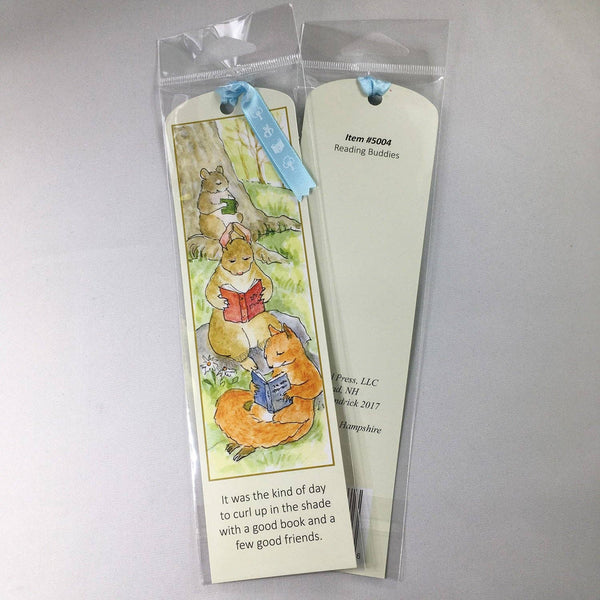 It was the kind of day
to curl up in the shade
with a good book and a
few good friends.
Item #5004
Reading Buddies
Press, LLC
NH
2017
Hampshire
8